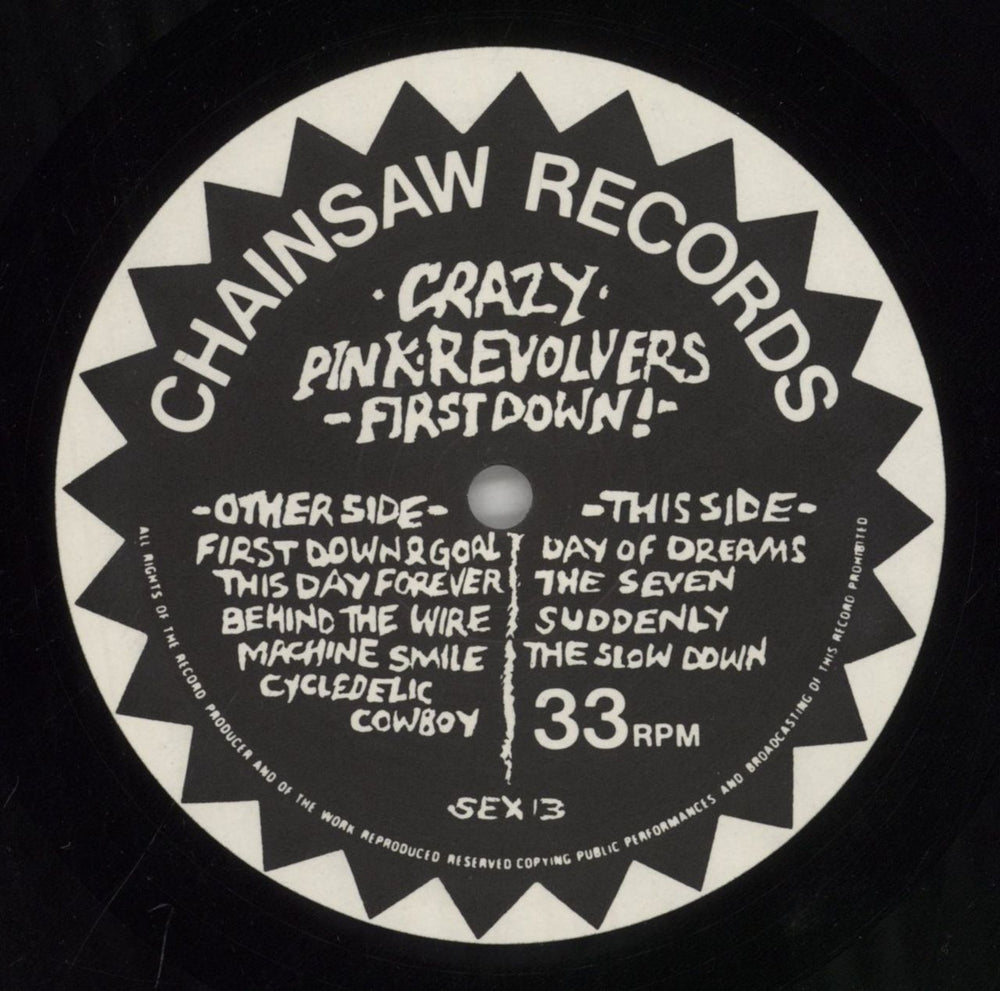 CHAINSAW RECORDS
·CRAZY·
PINK·REVOLVERS
-FIRST DOWN!-
-OTHER SIDE-
FIRST DOWN & GOAL
THIS DAY FOREVER
BEHIND THE WIRE
MACHINE SMILE
CYCLEDELIC
COWBOY
-THIS SIDE-
DAY OF DREAMS
THE SEVEN
SUDDENLY
THE SLOW DOWN
33 RPM
SEX 13
ALL RIGHTS OF THE RECORD PRODUCER AND OF THE WORK REPRODUCED RESERVED COPYING PUBLIC PERFORMANCES AND BROADCASTING OF THIS RECORD PROHIBITED